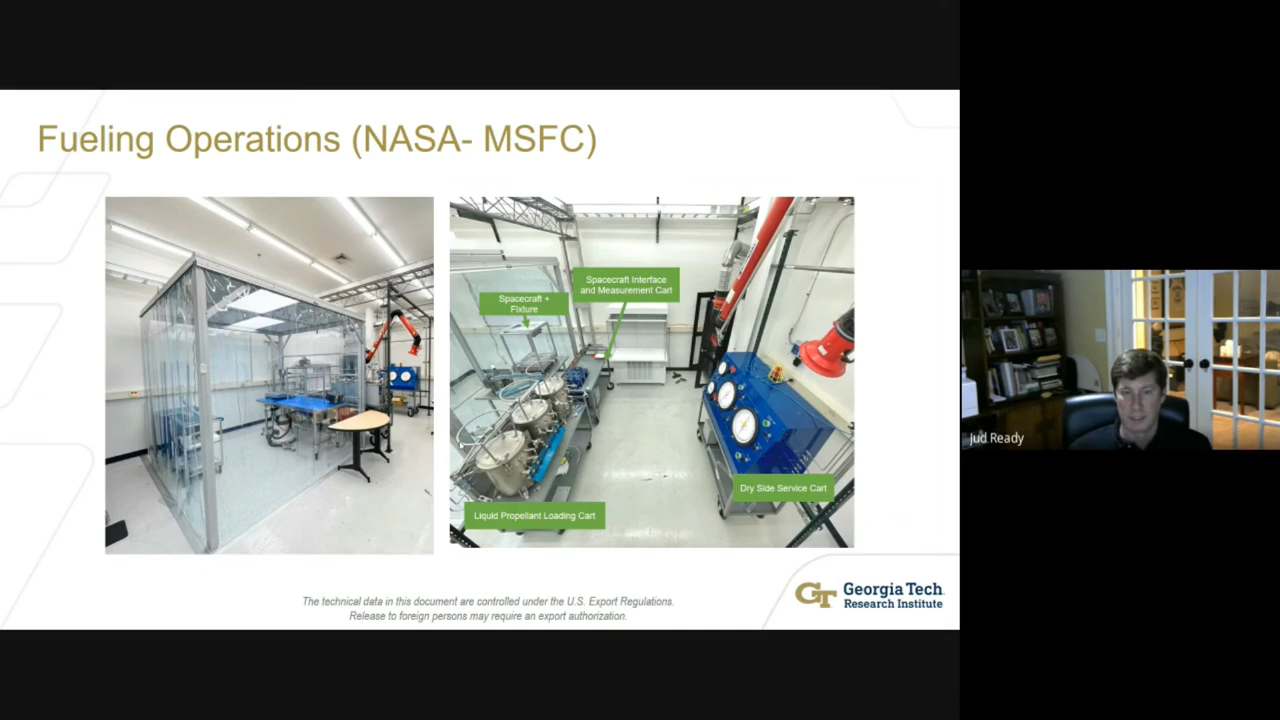 Fueling Operations (NASA- MSFC)
Spacecraft Interface
and Measurement Cart
Spacecraft +
Fixture
Dry Side Service Cart
Liquid Propellant Loading Cart
The technical data in this document are controlled under the U.S. Export Regulations.
Release to foreign persons may require an export authorization.
GT Georgia Tech
Research Institute
Jud Ready